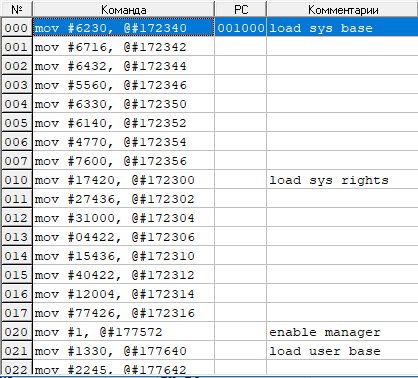 № Команда РС Комментарии
000 mov #6230, @#172340 001000 load sys base
001 mov #6716, @#172342
002 mov #6432, @#172344
003 mov #5560, @#172346
004 mov #6330, @#172350
005 mov #6140, @#172352
006 mov #4770, @#172354
007 mov #7600, @#172356
010 mov #17420, @#172300 load sys rights
011 mov #27436, @#172302
012 mov #31000, @#172304
013 mov #04422, @#172306
014 mov #15436, @#172310
015 mov #40422, @#172312
016 mov #12004, @#172314
017 mov #77426, @#172316
020 mov #1, @#177572 enable manager
021 mov #1330, @#177640 load user base
022 mov #2245, @#177642